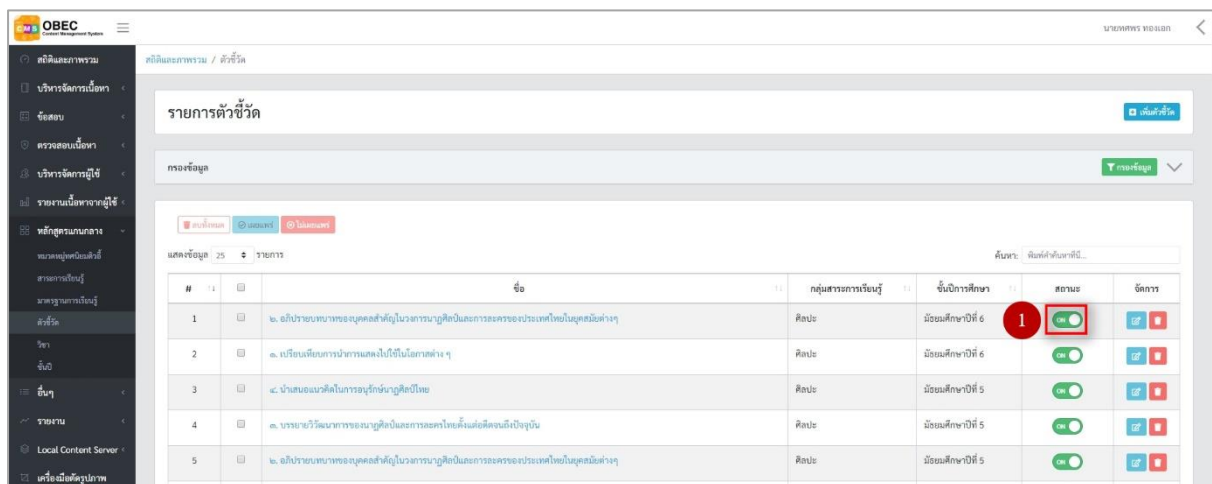 CMS OBEC
Content Management System
นายทศพร ทองเอก
สถิติและภาพรวม
สถิติและภาพรวม / ตัวชี้วัด
บริหารจัดการเนื้อหา
รายการตัวชี้วัด
เพิ่มตัวชี้วัด
ข้อสอบ
ตรวจสอบเนื้อหา
กรองข้อมูล
กรองข้อมูล
บริหารจัดการผู้ใช้
รายงานเนื้อหาจากผู้ใช้
ลบทั้งหมด เผยแพร่ ไม่เผยแพร่
หลักสูตรแกนกลาง
แสดงข้อมูล 25 รายการ
ค้นหา: พิมพ์คำค้นหาที่นี่...
หมวดหมู่ทศนิยมดิวอี้
สาระการเรียนรู้
มาตรฐานการเรียนรู้
ตัวชี้วัด
วิชา
ชั้นปี
อื่นๆ
รายงาน
Local Content Server
เครื่องมือตัดรูปภาพ
# ชื่อ กลุ่มสาระการเรียนรู้ ชั้นปีการศึกษา สถานะ จัดการ
1 ๒. อภิปรายบทบาทของบุคคลสำคัญในวงการนาฏศิลป์และการละครของประเทศไทยในยุคสมัยต่างๆ ศิลปะ มัธยมศึกษาปีที่ 6 1 ON
2 ๓. เปรียบเทียบการนำการแสดงไปใช้ในโอกาสต่าง ๆ ศิลปะ มัธยมศึกษาปีที่ 6 ON
3 ๔. นำเสนอแนวคิดในการอนุรักษ์นาฏศิลป์ไทย ศิลปะ มัธยมศึกษาปีที่ 5 ON
4 ๓. บรรยายวิวัฒนาการของนาฏศิลป์และการละครไทยตั้งแต่อดีตจนถึงปัจจุบัน ศิลปะ มัธยมศึกษาปีที่ 5 ON
5 ๒. อภิปรายบทบาทของบุคคลสำคัญในวงการนาฏศิลป์และการละครของประเทศไทยในยุคสมัยต่างๆ ศิลปะ มัธยมศึกษาปีที่ 5 ON